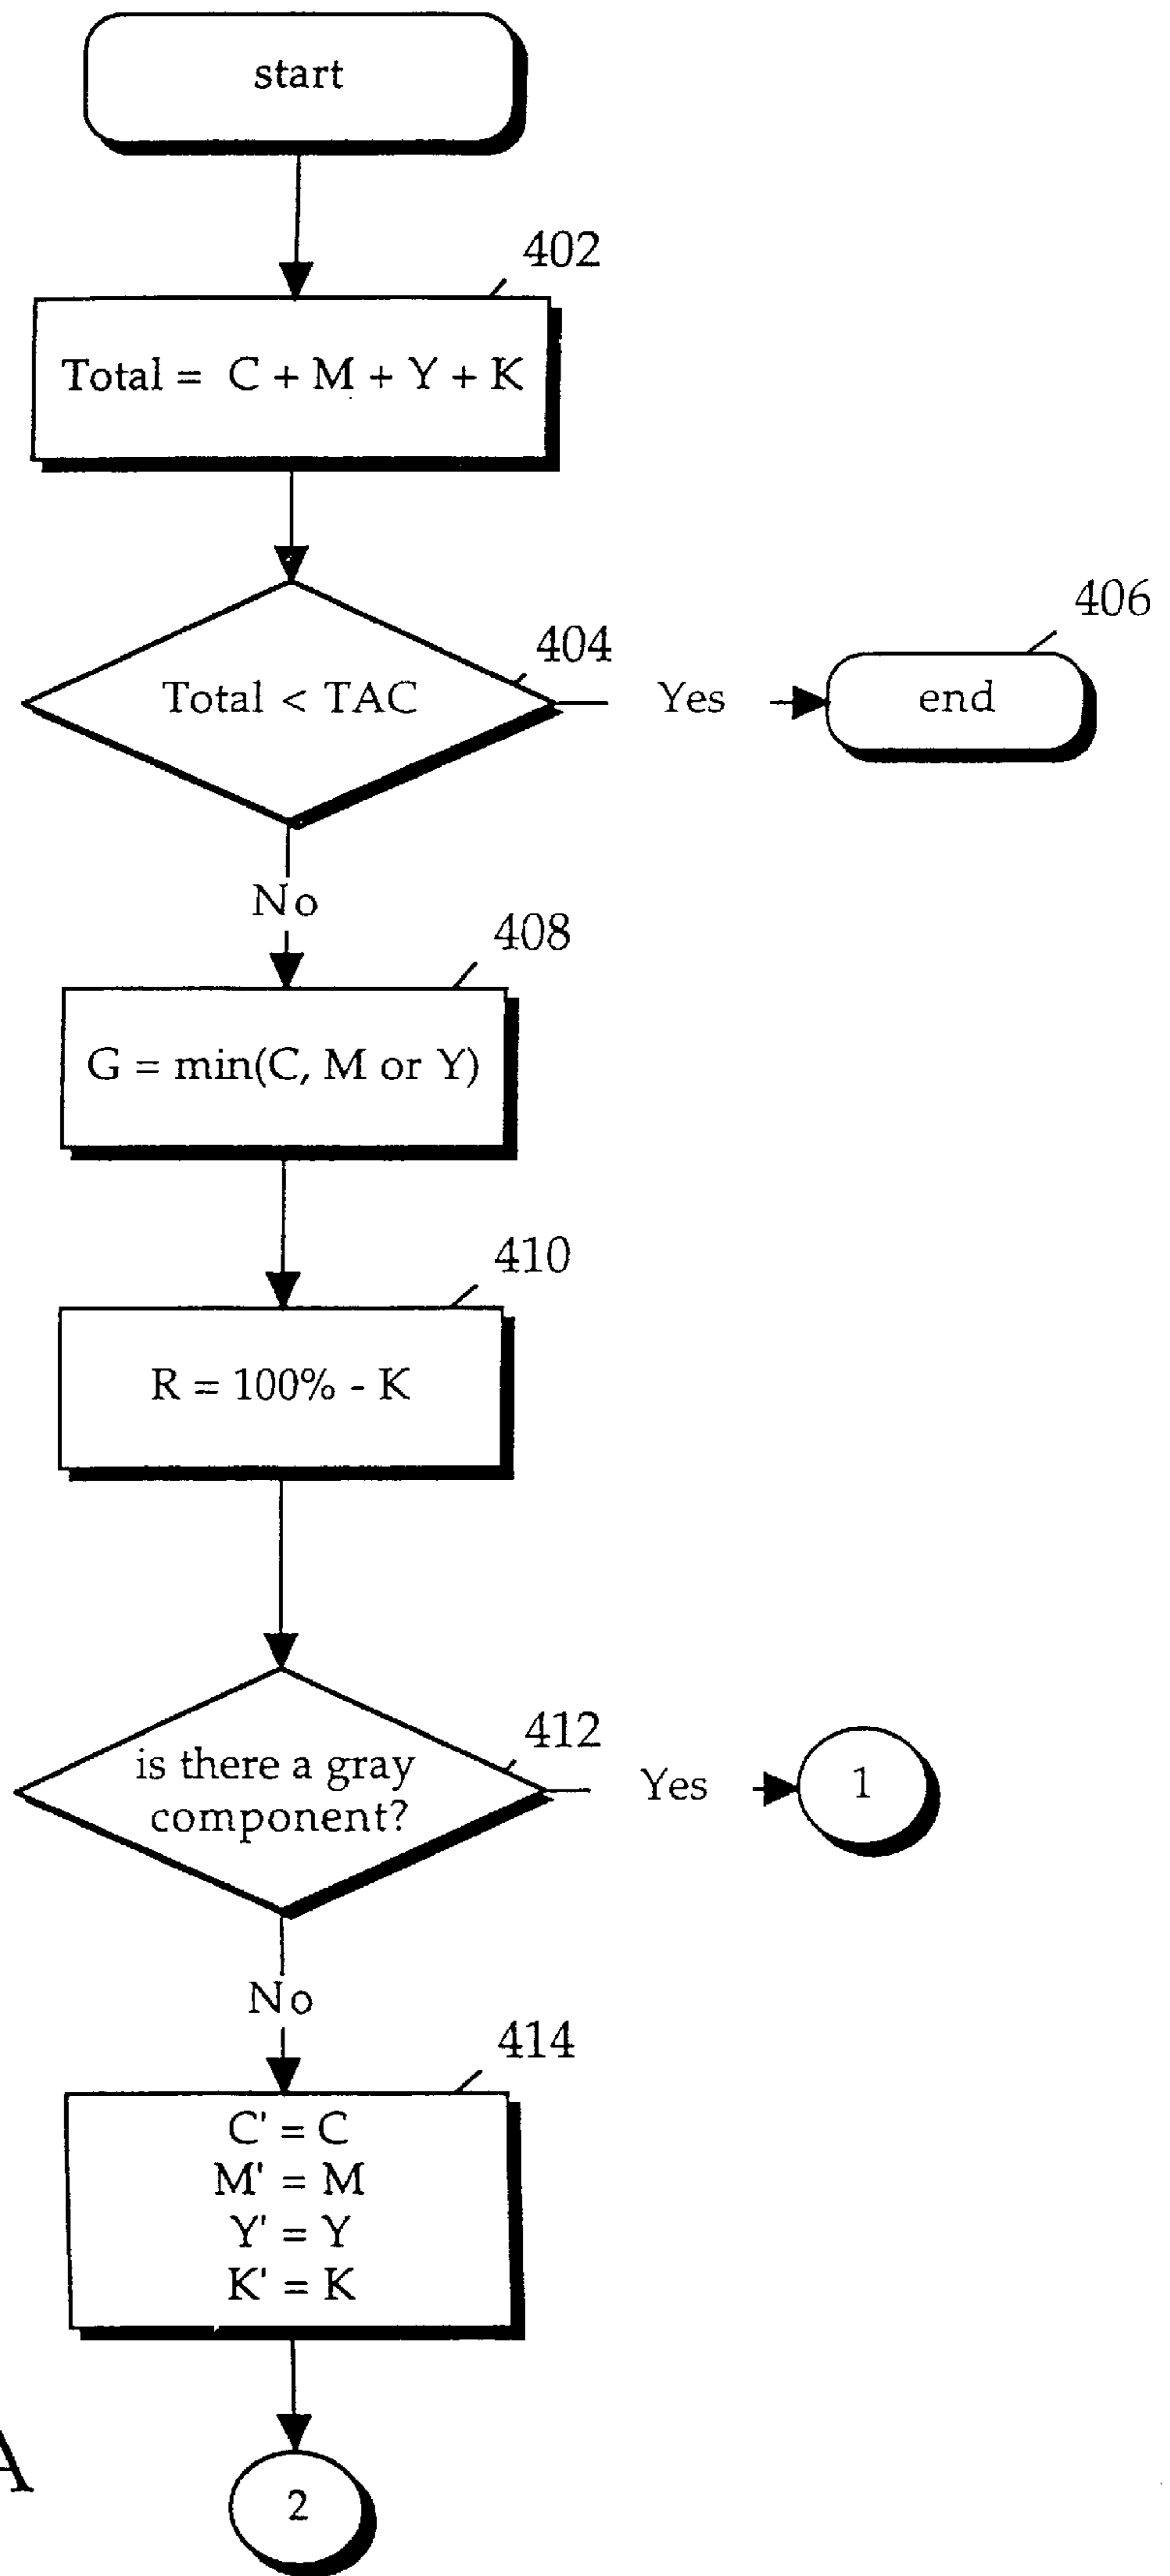 start
402
Total = C + M + Y + K
404
Total < TAC
Yes
406
end
No
408
G = min(C, M or Y)
410
R = 100% - K
412
is there a gray
component?
Yes
1
No
414
C' = C
M' = M
Y' = Y
K' = K
A
2